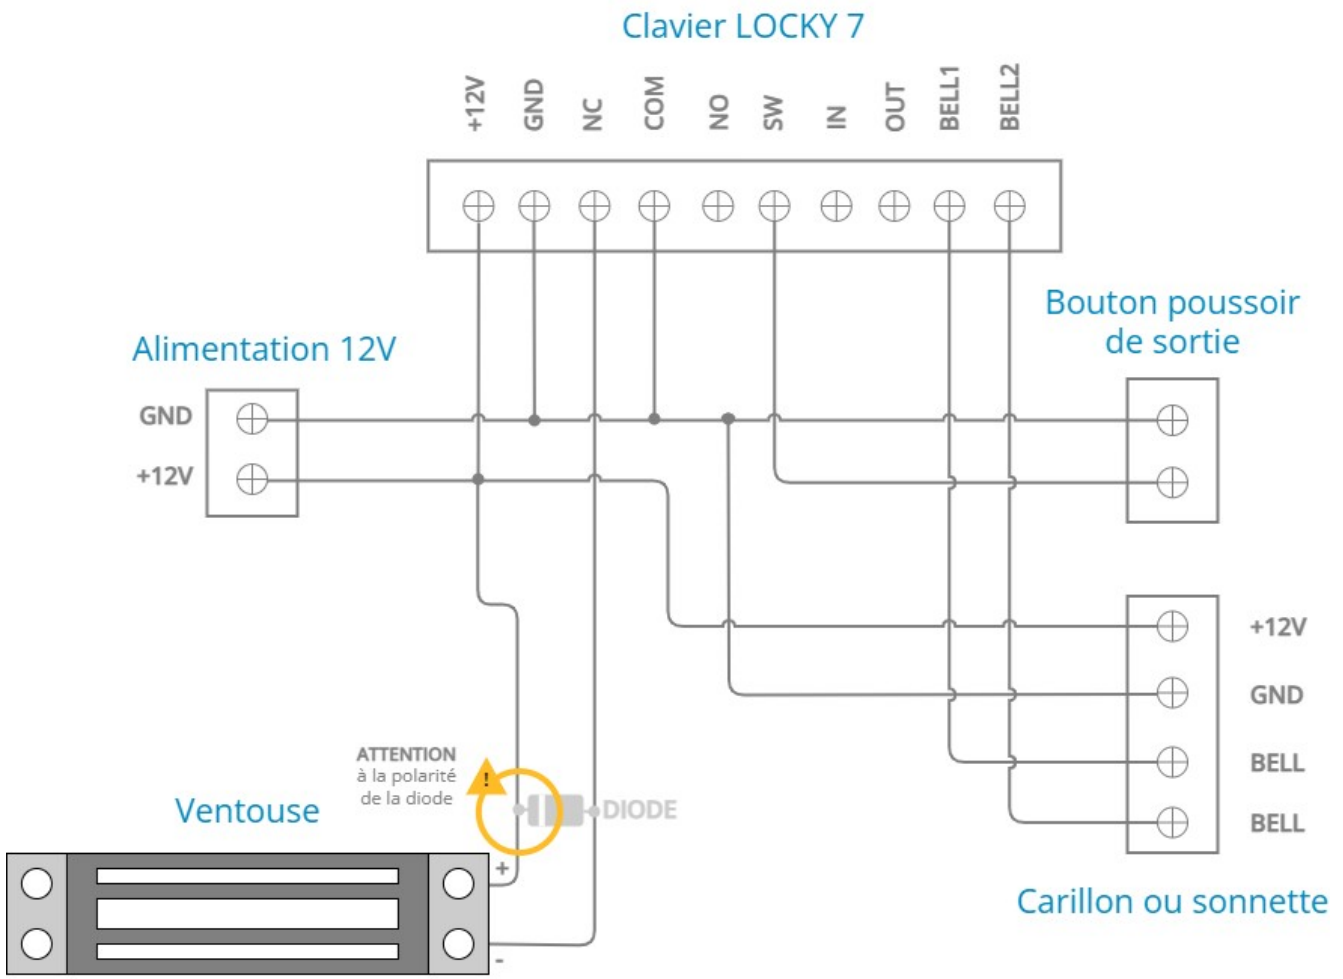 Clavier LOCKY 7
+12V
GND
NC
COM
NO
SW
IN
OUT
BELL1
BELL2
Bouton poussoir
de sortie
Alimentation 12V
GND
+12V
+12V
GND
BELL
BELL
Carillon ou sonnette
ATTENTION
à la polarité
de la diode
!
DIODE
Ventouse
+
-